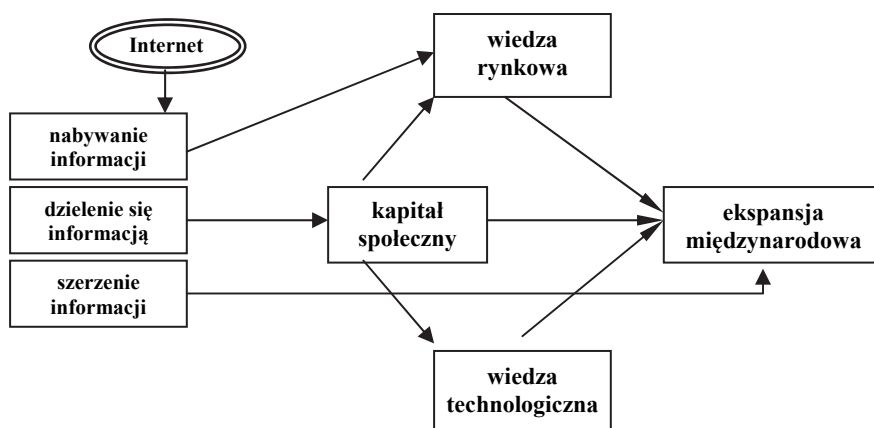 Internet
wiedza
rynkowa
nabywanie
informacji
dzielenie się
informacją
kapitał
społeczny
ekspansja
międzynarodowa
szerzenie
informacji
wiedza
technologiczna